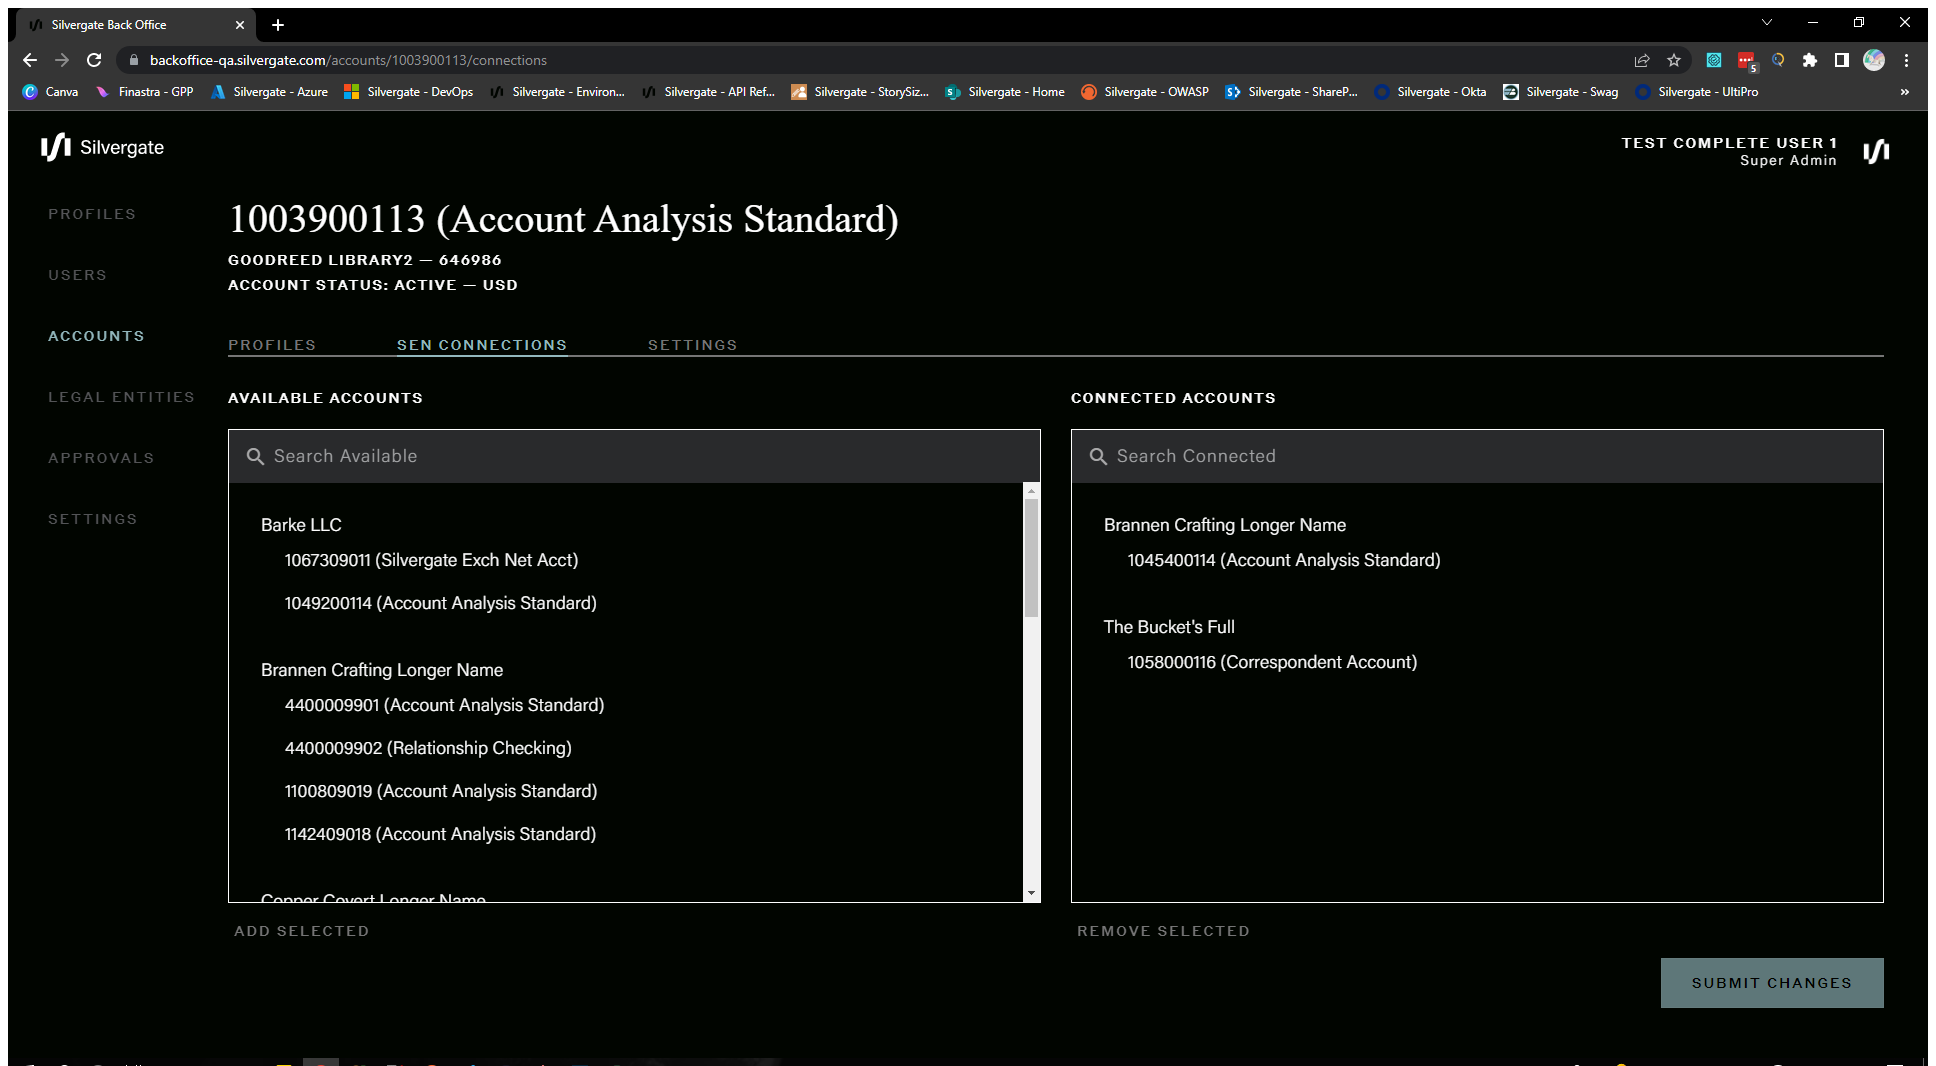 Silvergate Back Office
backoffice-qa.silvergate.com/accounts/1003900113/connections
5
Canva
Finastra - GPP
Silvergate - Azure
Silvergate - DevOps
Silvergate - Environ...
Silvergate - API Ref...
Silvergate - StorySiz...
Silvergate - Home
Silvergate - OWASP
Silvergate - ShareP...
Silvergate - Okta
Silvergate - Swag
Silvergate - UltiPro
Silvergate
TEST COMPLETE USER 1
Super Admin
PROFILES
USERS
ACCOUNTS
LEGAL ENTITIES
APPROVALS
SETTINGS
1003900113 (Account Analysis Standard)
GOODREED LIBRARY2 — 646986
ACCOUNT STATUS: ACTIVE — USD
PROFILES
SEN CONNECTIONS
SETTINGS
AVAILABLE ACCOUNTS
Search Available
Barke LLC
1067309011 (Silvergate Exch Net Acct)
1049200114 (Account Analysis Standard)
Brannen Crafting Longer Name
4400009901 (Account Analysis Standard)
4400009902 (Relationship Checking)
1100809019 (Account Analysis Standard)
1142409018 (Account Analysis Standard)
Copper Covert Longer Name
ADD SELECTED
CONNECTED ACCOUNTS
Search Connected
Brannen Crafting Longer Name
1045400114 (Account Analysis Standard)
The Bucket's Full
1058000116 (Correspondent Account)
REMOVE SELECTED
SUBMIT CHANGES